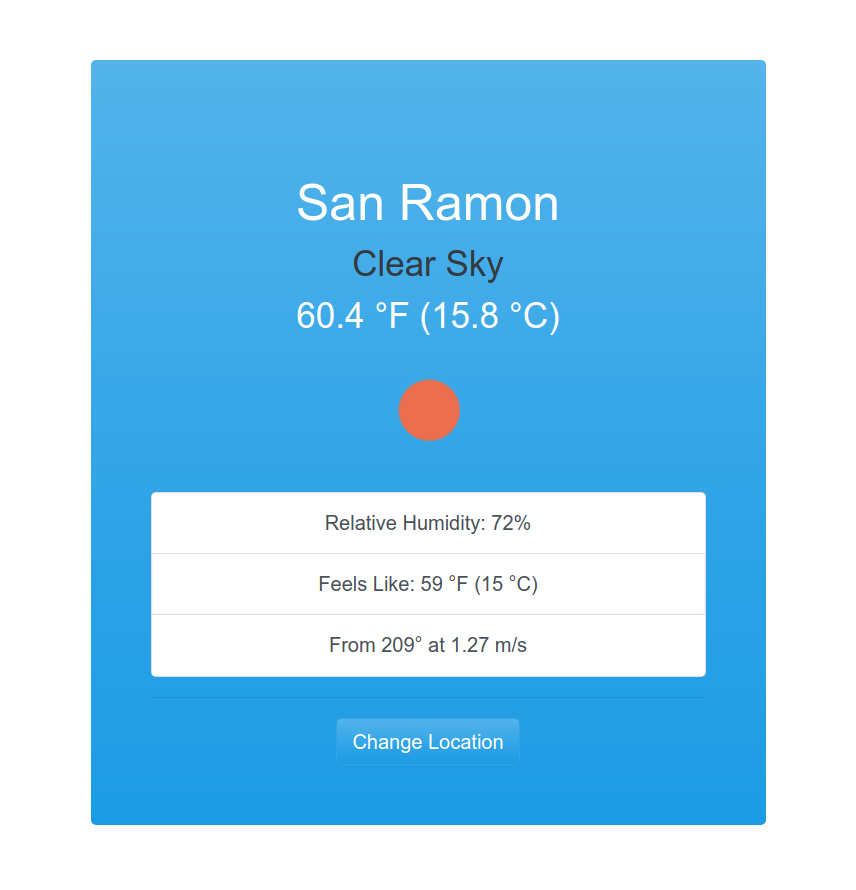 San Ramon
Clear Sky
60.4 °F (15.8 °C)
Relative Humidity: 72%
Feels Like: 59 °F (15 °C)
From 209° at 1.27 m/s
Change Location